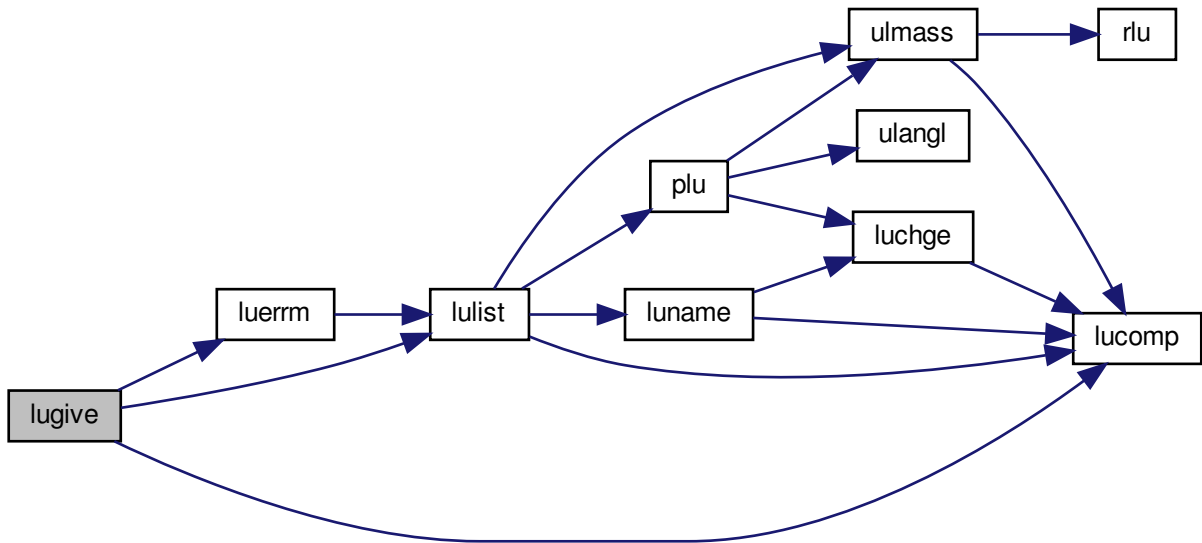 ulmass
rlu
ulangl
plu
luchge
luerrm
lulist
luname
lucomp
lugive